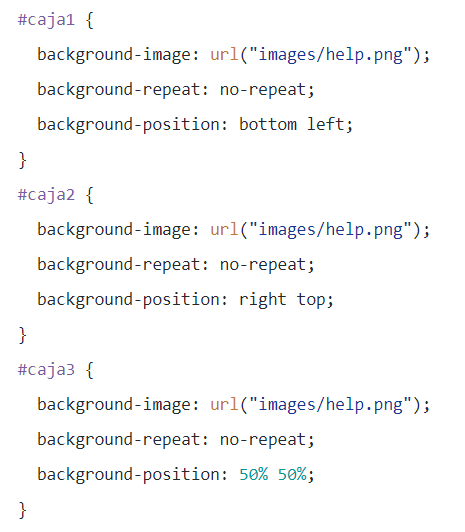 #caja1 {
  background-image: url("images/help.png");
  background-repeat: no-repeat;
  background-position: bottom left;
}
#caja2 {
  background-image: url("images/help.png");
  background-repeat: no-repeat;
  background-position: right top;
}
#caja3 {
  background-image: url("images/help.png");
  background-repeat: no-repeat;
  background-position: 50% 50%;
}